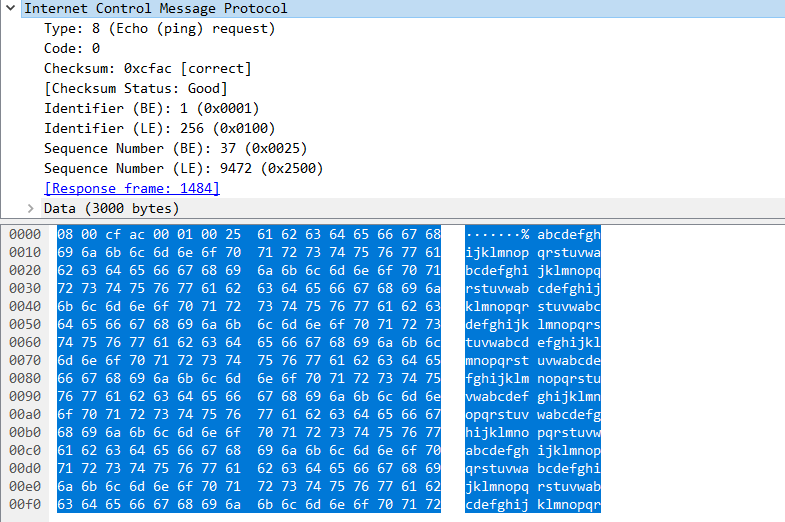 Internet Control Message Protocol
Type: 8 (Echo (ping) request)
Code: 0
Checksum: 0xcfac [correct]
[Checksum Status: Good]
Identifier (BE): 1 (0x0001)
Identifier (LE): 256 (0x0100)
Sequence Number (BE): 37 (0x0025)
Sequence Number (LE): 9472 (0x2500)
[Response frame: 1484]
Data (3000 bytes)
0000 08 00 cf ac 00 01 00 25 61 62 63 64 65 66 67 68 ·······% abcdefgh
0010 69 6a 6b 6c 6d 6e 6f 70 71 72 73 74 75 76 77 61 ijklmnop qrstuvwa
0020 62 63 64 65 66 67 68 69 6a 6b 6c 6d 6e 6f 70 71 bcdefghi jklmnopq
0030 72 73 74 75 76 77 61 62 63 64 65 66 67 68 69 6a rstuvwab cdefghij
0040 6b 6c 6d 6e 6f 70 71 72 73 74 75 76 77 61 62 63 klmnopqr stuvwabc
0050 64 65 66 67 68 69 6a 6b 6c 6d 6e 6f 70 71 72 73 defghijk lmnopqrs
0060 74 75 76 77 61 62 63 64 65 66 67 68 69 6a 6b 6c tuvwabcd efghijkl
0070 6d 6e 6f 70 71 72 73 74 75 76 77 61 62 63 64 65 mnopqrst uvwabcde
0080 66 67 68 69 6a 6b 6c 6d 6e 6f 70 71 72 73 74 75 fghijklm nopqrstu
0090 76 77 61 62 63 64 65 66 67 68 69 6a 6b 6c 6d 6e vwabcdef ghijklmn
00a0 6f 70 71 72 73 74 75 76 77 61 62 63 64 65 66 67 opqrstuv wabcdefg
00b0 68 69 6a 6b 6c 6d 6e 6f 70 71 72 73 74 75 76 77 hijklmno pqrstuvw
00c0 61 62 63 64 65 66 67 68 69 6a 6b 6c 6d 6e 6f 70 abcdefgh ijklmnop
00d0 71 72 73 74 75 76 77 61 62 63 64 65 66 67 68 69 qrstuvwa bcdefghi
00e0 6a 6b 6c 6d 6e 6f 70 71 72 73 74 75 76 77 61 62 jklmnopq rstuvwab
00f0 63 64 65 66 67 68 69 6a 6b 6c 6d 6e 6f 70 71 72 cdefghij klmnopqr